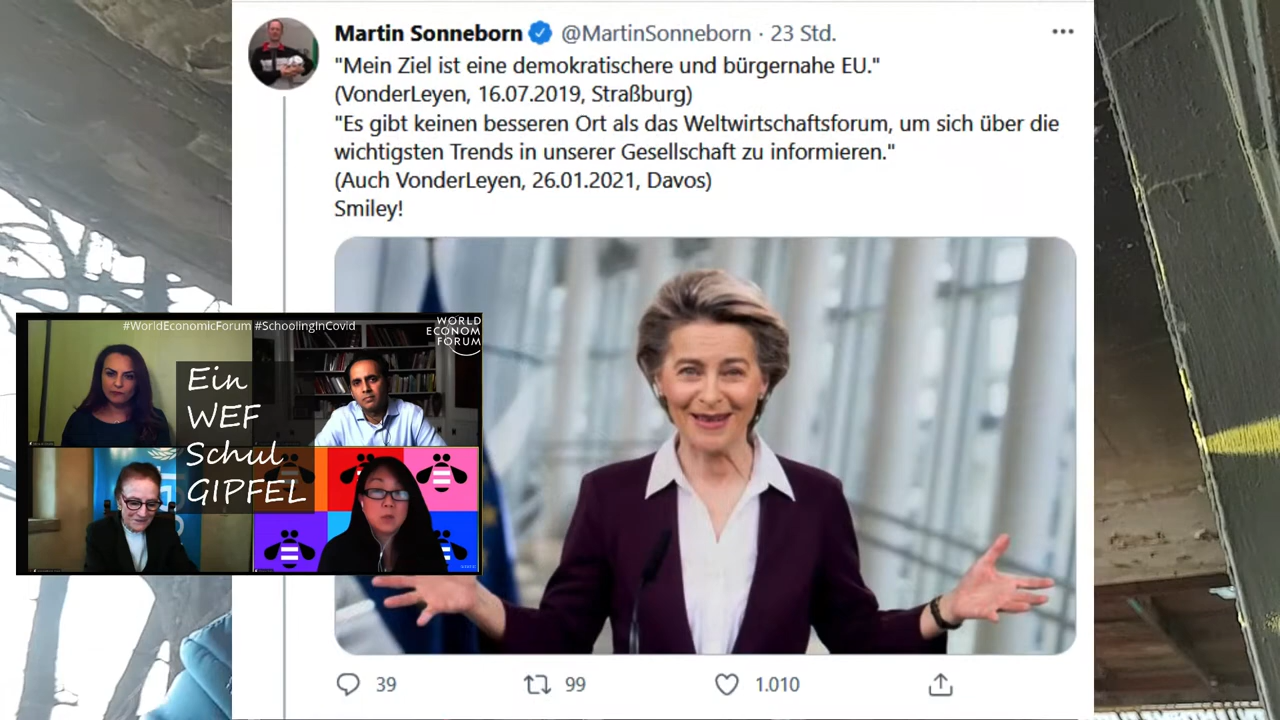 Martin Sonneborn @MartinSonneborn · 23 Std.
"Mein Ziel ist eine demokratischere und bürgernahe EU."
(VonderLeyen, 16.07.2019, Straßburg)
"Es gibt keinen besseren Ort als das Weltwirtschaftsforum, um sich über die
wichtigsten Trends in unserer Gesellschaft zu informieren."
(Auch VonderLeyen, 26.01.2021, Davos)
Smiley!
#WorldEconomicForum #SchoolingInCovid
WORLD
ECONOM
FORUM
Ein
WEF
Schul
GIPFEL
39
99
1.010